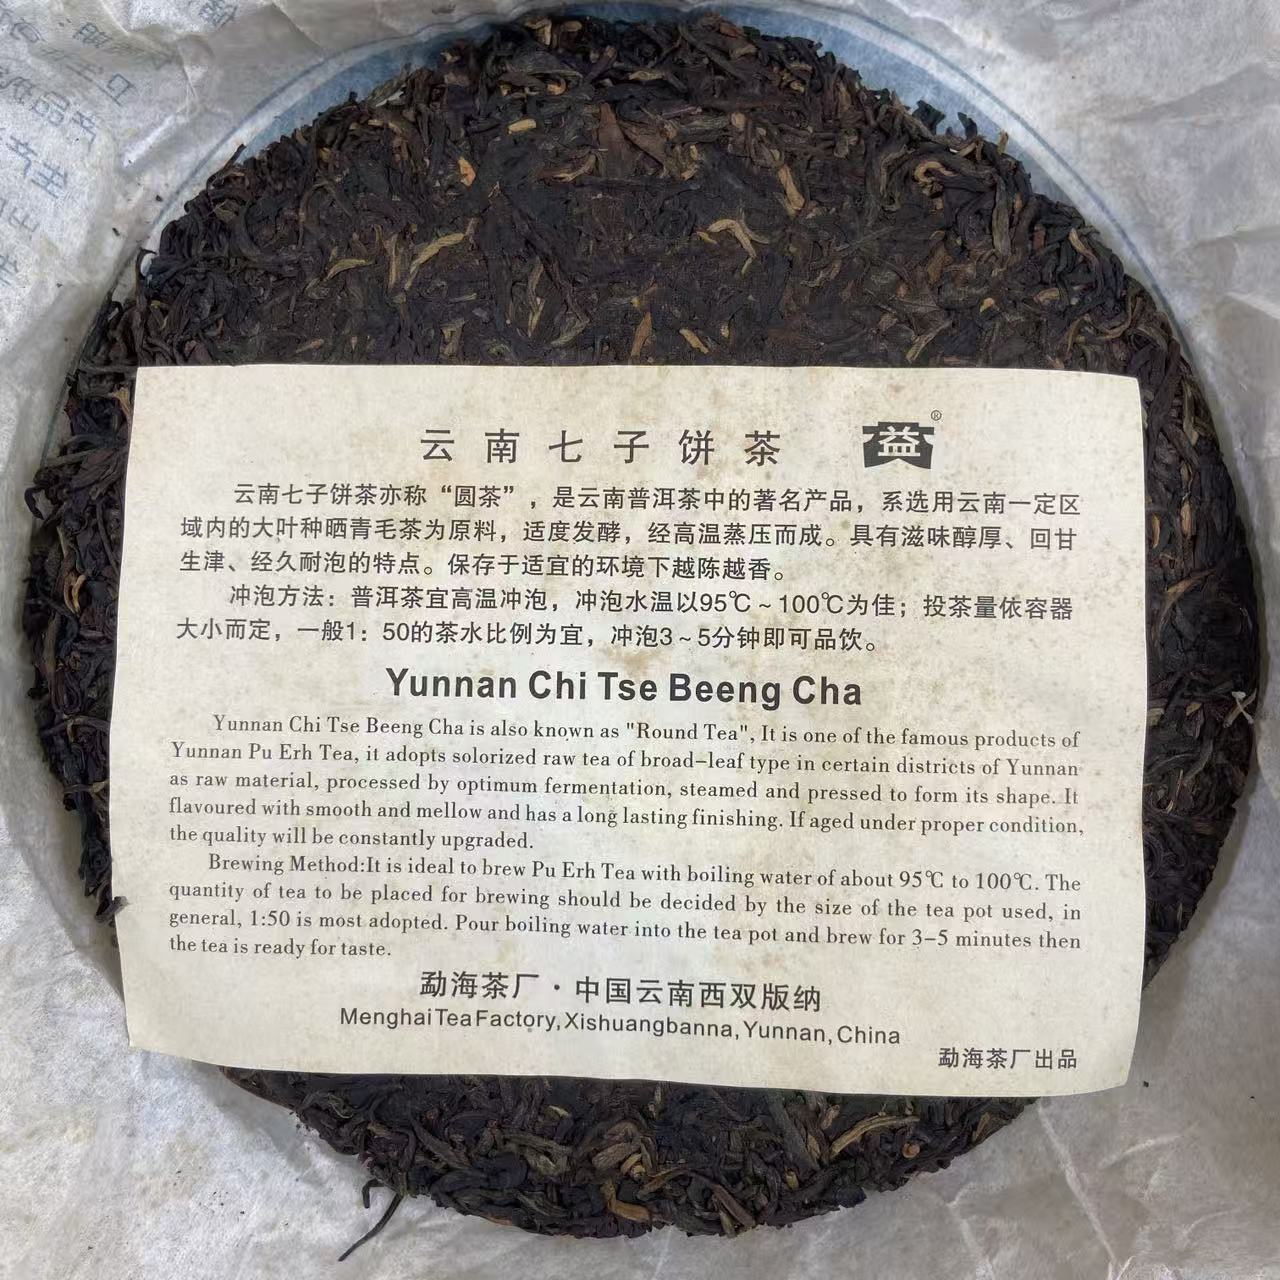 云南七子饼茶 益®
云南七子饼茶亦称“圆茶”，是云南普洱茶中的著名产品，系选用云南一定区
域内的大叶种晒青毛茶为原料，适度发酵，经高温蒸压而成。具有滋味醇厚、回甘
生津、经久耐泡的特点。保存于适宜的环境下越陈越香。
冲泡方法：普洱茶宜高温冲泡，冲泡水温以95℃~100℃为佳；投茶量依容器
大小而定，一般1：50的茶水比例为宜，冲泡3~5分钟即可品饮。
Yunnan Chi Tse Beeng Cha
Yunnan Chi Tse Beeng Cha is also known as "Round Tea", It is one of the famous products of
Yunnan Pu Erh Tea, it adopts solorized raw tea of broad-leaf type in certain districts of Yunnan
as raw material, processed by optimum fermentation, steamed and pressed to form its shape. It
flavoured with smooth and mellow and has a long lasting finishing. If aged under proper condition,
the quality will be constantly upgraded.
Brewing Method:It is ideal to brew Pu Erh Tea with boiling water of about 95℃ to 100℃. The
quantity of tea to be placed for brewing should be decided by the size of the tea pot used, in
general, 1:50 is most adopted. Pour boiling water into the tea pot and brew for 3-5 minutes then
the tea is ready for taste.
勐海茶厂·中国云南西双版纳
Menghai Tea Factory, Xishuangbanna, Yunnan, China
勐海茶厂出品